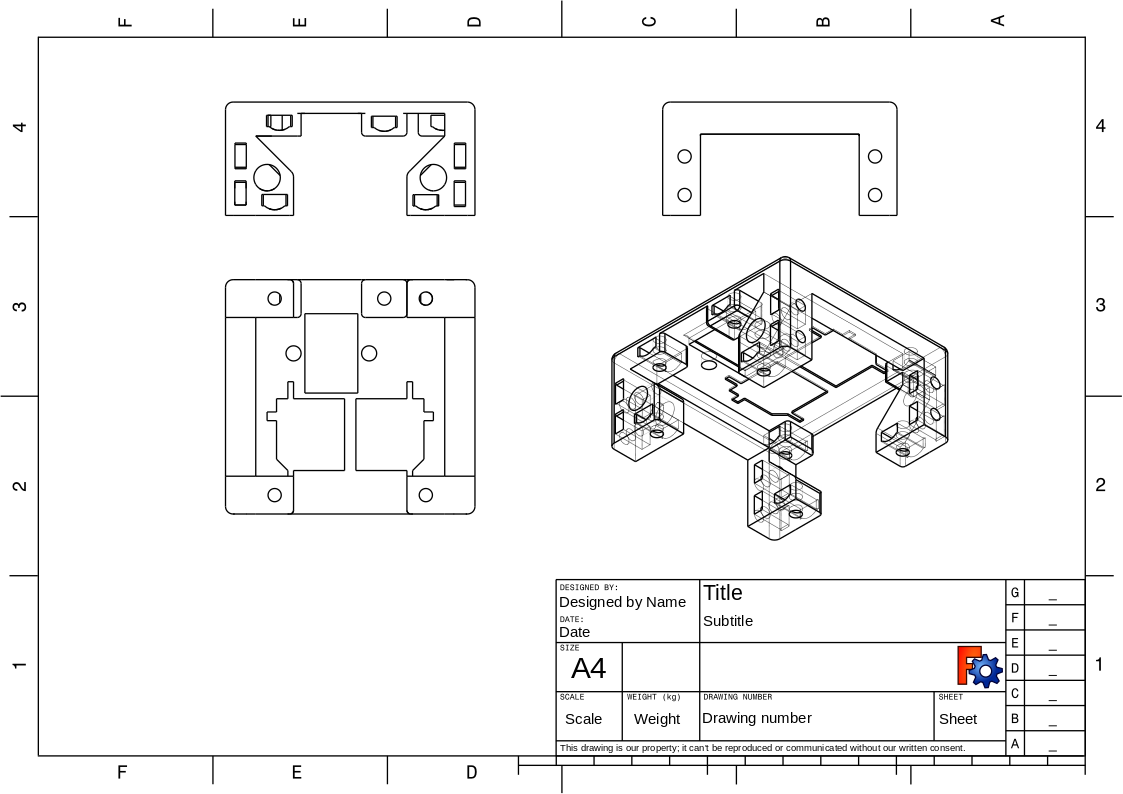 F E D C B A
4 4
3 3
2 2
1 1
DESIGNED BY:
Designed by Name
DATE:
Date
Title
Subtitle
SIZE
A4
SCALE
Scale
WEIGHT (kg)
Weight
DRAWING NUMBER
Drawing number
SHEET
Sheet
This drawing is our property; it can't be reproduced or communicated without our written consent.
G _
F _
E _
D _
C _
B _
A _
F E D